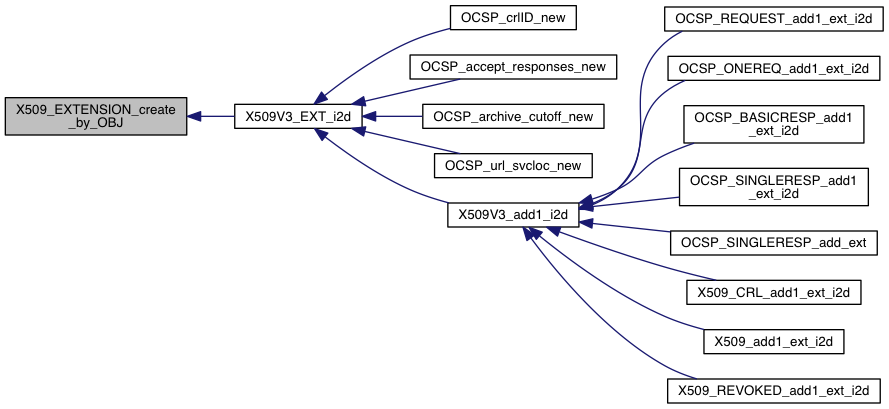 X509_EXTENSION_create
_by_OBJ
X509V3_EXT_i2d
OCSP_crlID_new
OCSP_accept_responses_new
OCSP_archive_cutoff_new
OCSP_url_svcloc_new
X509V3_add1_i2d
OCSP_REQUEST_add1_ext_i2d
OCSP_ONEREQ_add1_ext_i2d
OCSP_BASICRESP_add1
_ext_i2d
OCSP_SINGLERESP_add1
_ext_i2d
OCSP_SINGLERESP_add_ext
X509_CRL_add1_ext_i2d
X509_add1_ext_i2d
X509_REVOKED_add1_ext_i2d